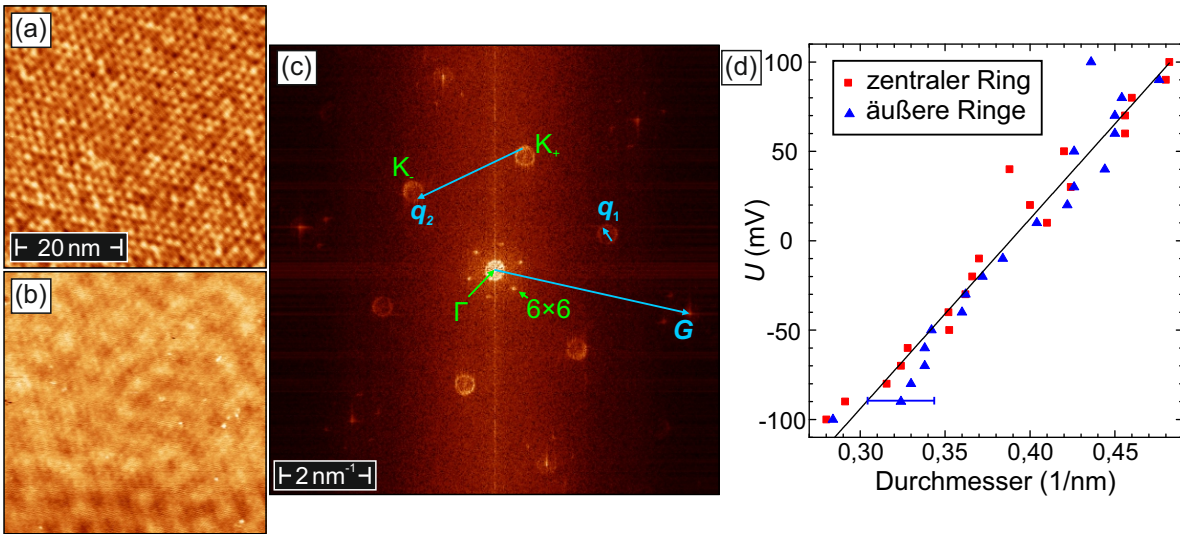 (a)
20 nm
(b)
(c)
K₊
K₋
q₂
q₁
Γ
6×6
G
2 nm⁻¹
(d)
zentraler Ring
äußere Ringe
100
50
0
-50
-100
U (mV)
0,30 0,35 0,40 0,45
Durchmesser (1/nm)